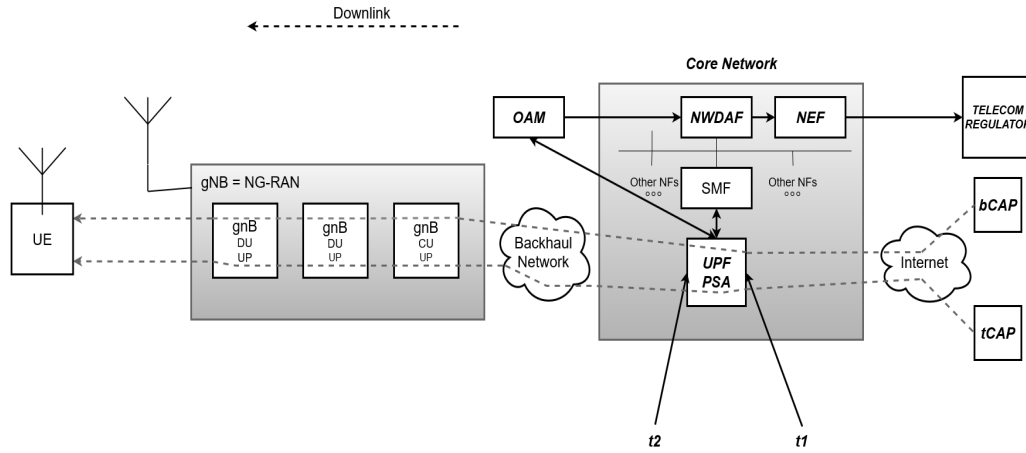 Downlink
Core Network
OAM
NWDAF
NEF
TELECOM
REGULATOR
gNB = NG-RAN
Other NFs
ooo
SMF
Other NFs
ooo
bCAP
UE
gnB
DU
UP
gnB
DU
UP
gnB
CU
UP
Backhaul
Network
UPF
PSA
Internet
tCAP
t2
t1